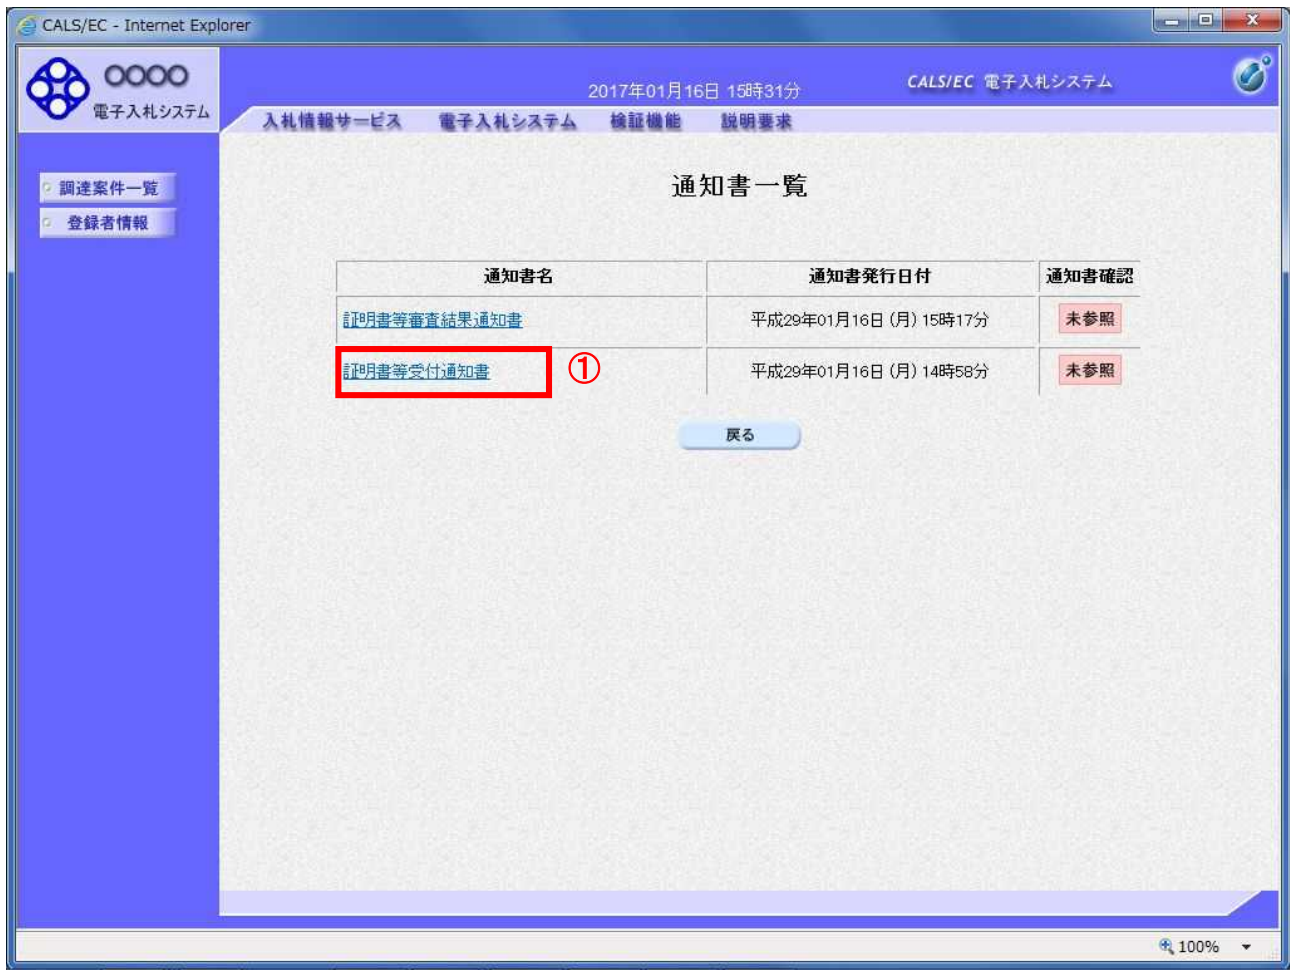 CALS/EC - Internet Explorer
〇〇〇〇
電子入札システム
2017年01月16日 15時31分
CALS/EC 電子入札システム
入札情報サービス 電子入札システム 検証機能 説明要求
調達案件一覧
登録者情報
通知書一覧
通知書名 通知書発行日付 通知書確認
証明書等審査結果通知書 平成29年01月16日 (月) 15時17分 未参照
証明書等受付通知書 ① 平成29年01月16日 (月) 14時58分 未参照
戻る
100%